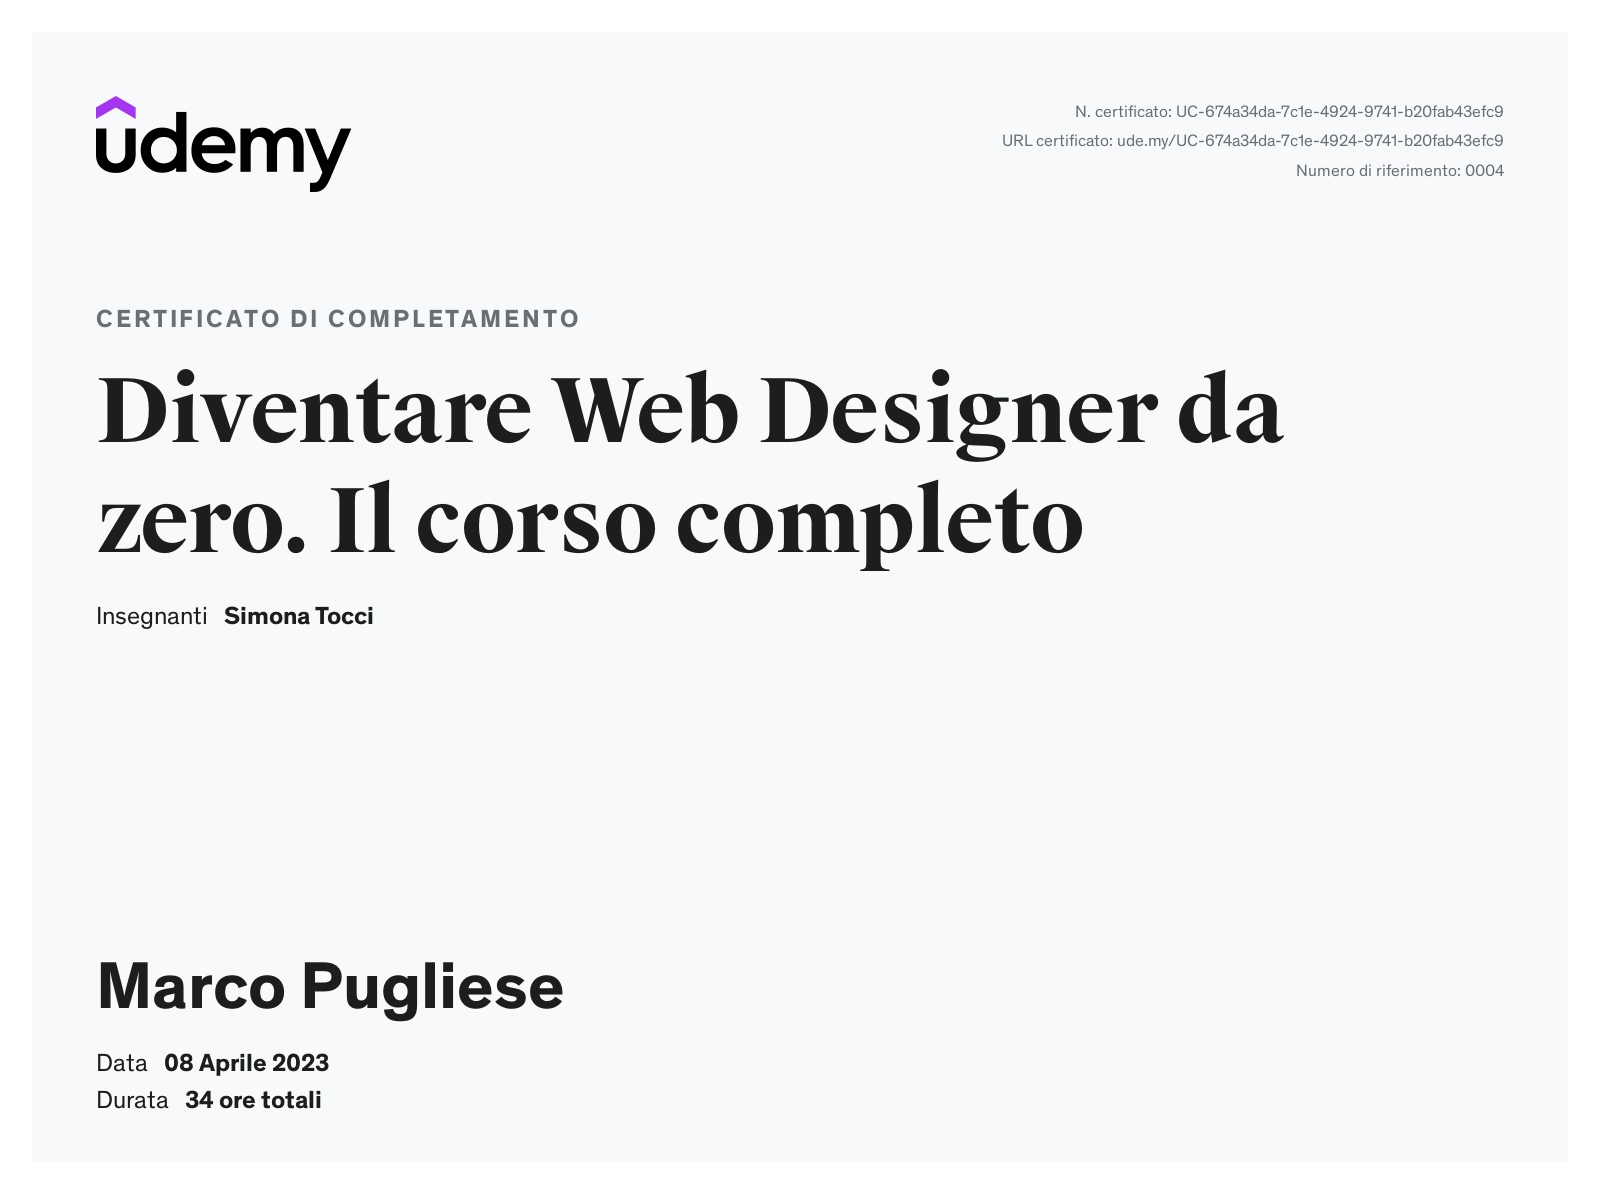 udemy
N. certificato: UC-674a34da-7c1e-4924-9741-b20fab43efc9
URL certificato: ude.my/UC-674a34da-7c1e-4924-9741-b20fab43efc9
Numero di riferimento: 0004
CERTIFICATO DI COMPLETAMENTO
Diventare Web Designer da
zero. Il corso completo
Insegnanti Simona Tocci
Marco Pugliese
Data 08 Aprile 2023
Durata 34 ore totali